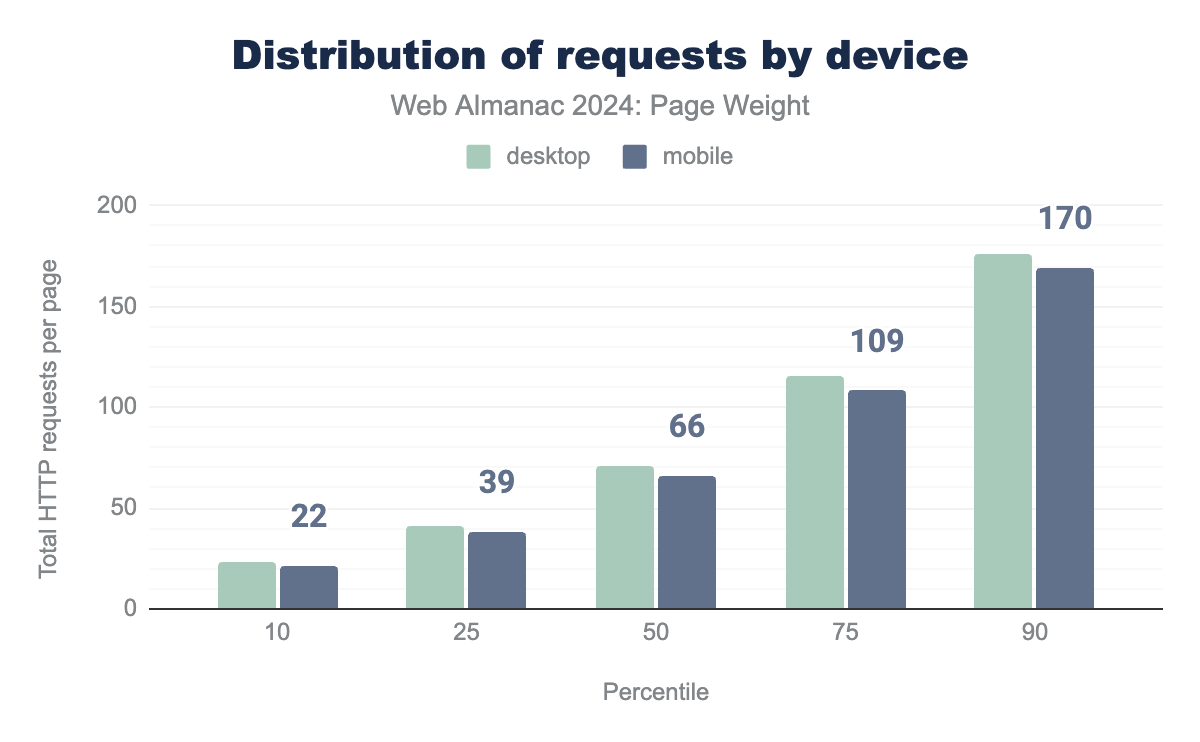 Distribution of requests by device
Web Almanac 2024: Page Weight
desktop mobile
Total HTTP requests per page
200
150
100
50
0
22
39
66
109
170
10 25 50 75 90
Percentile